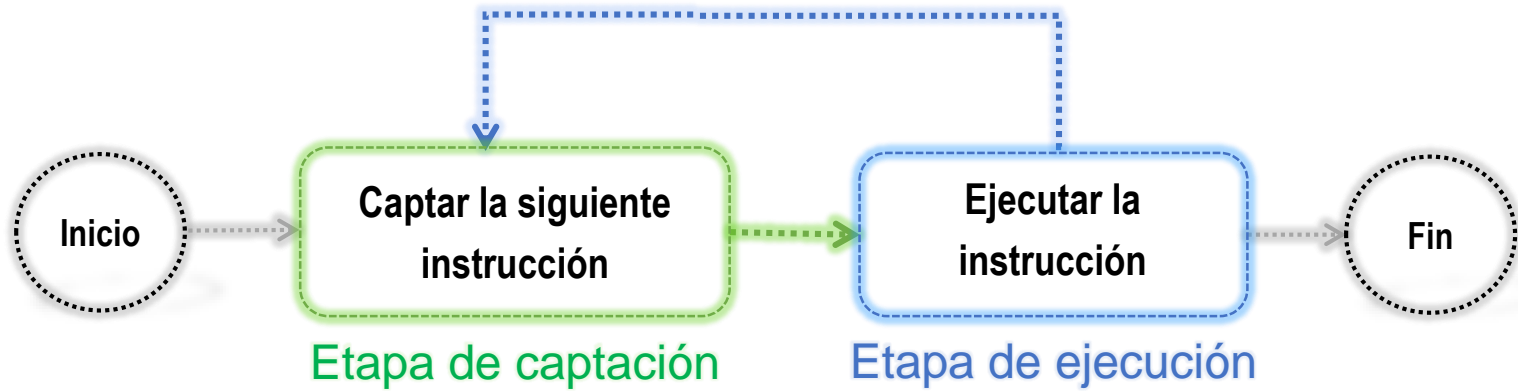 Inicio
Captar la siguiente
instrucción
Ejecutar la
instrucción
Fin
Etapa de captación
Etapa de ejecución